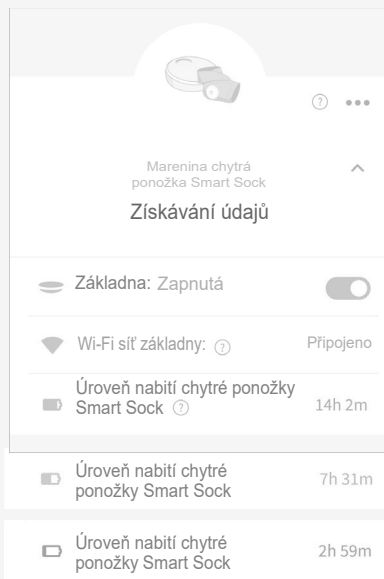 Marenina chytrá
ponožka Smart Sock
Získávání údajů
Základna: Zapnutá
Wi-Fi síť základny: ? Připojeno
Úroveň nabití chytré ponožky
Smart Sock ? 14h 2m
Úroveň nabití chytré
ponožky Smart Sock 7h 31m
Úroveň nabití chytré
ponožky Smart Sock 2h 59m